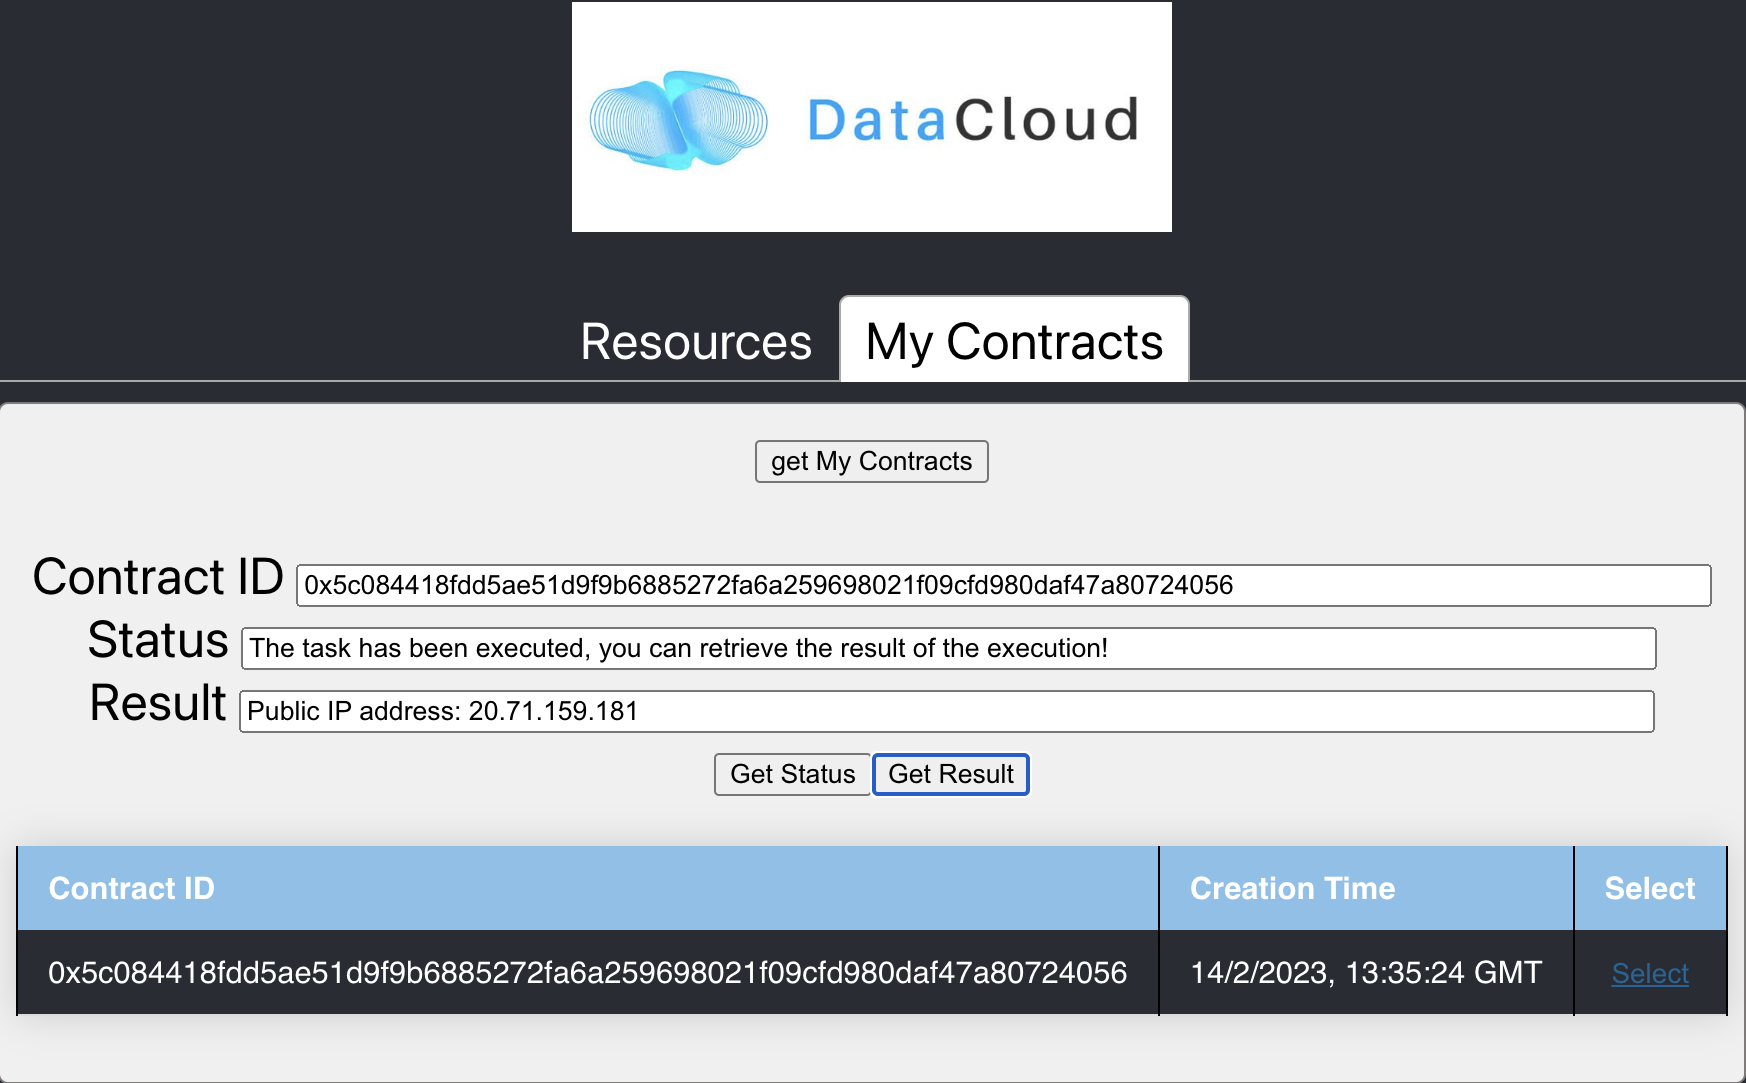 DataCloud
Resources My Contracts
get My Contracts
Contract ID 0x5c084418fdd5ae51d9f9b6885272fa6a259698021f09cfd980daf47a80724056
Status The task has been executed, you can retrieve the result of the execution!
Result Public IP address: 20.71.159.181
Get Status Get Result
Contract ID Creation Time Select
0x5c084418fdd5ae51d9f9b6885272fa6a259698021f09cfd980daf47a80724056 14/2/2023, 13:35:24 GMT Select